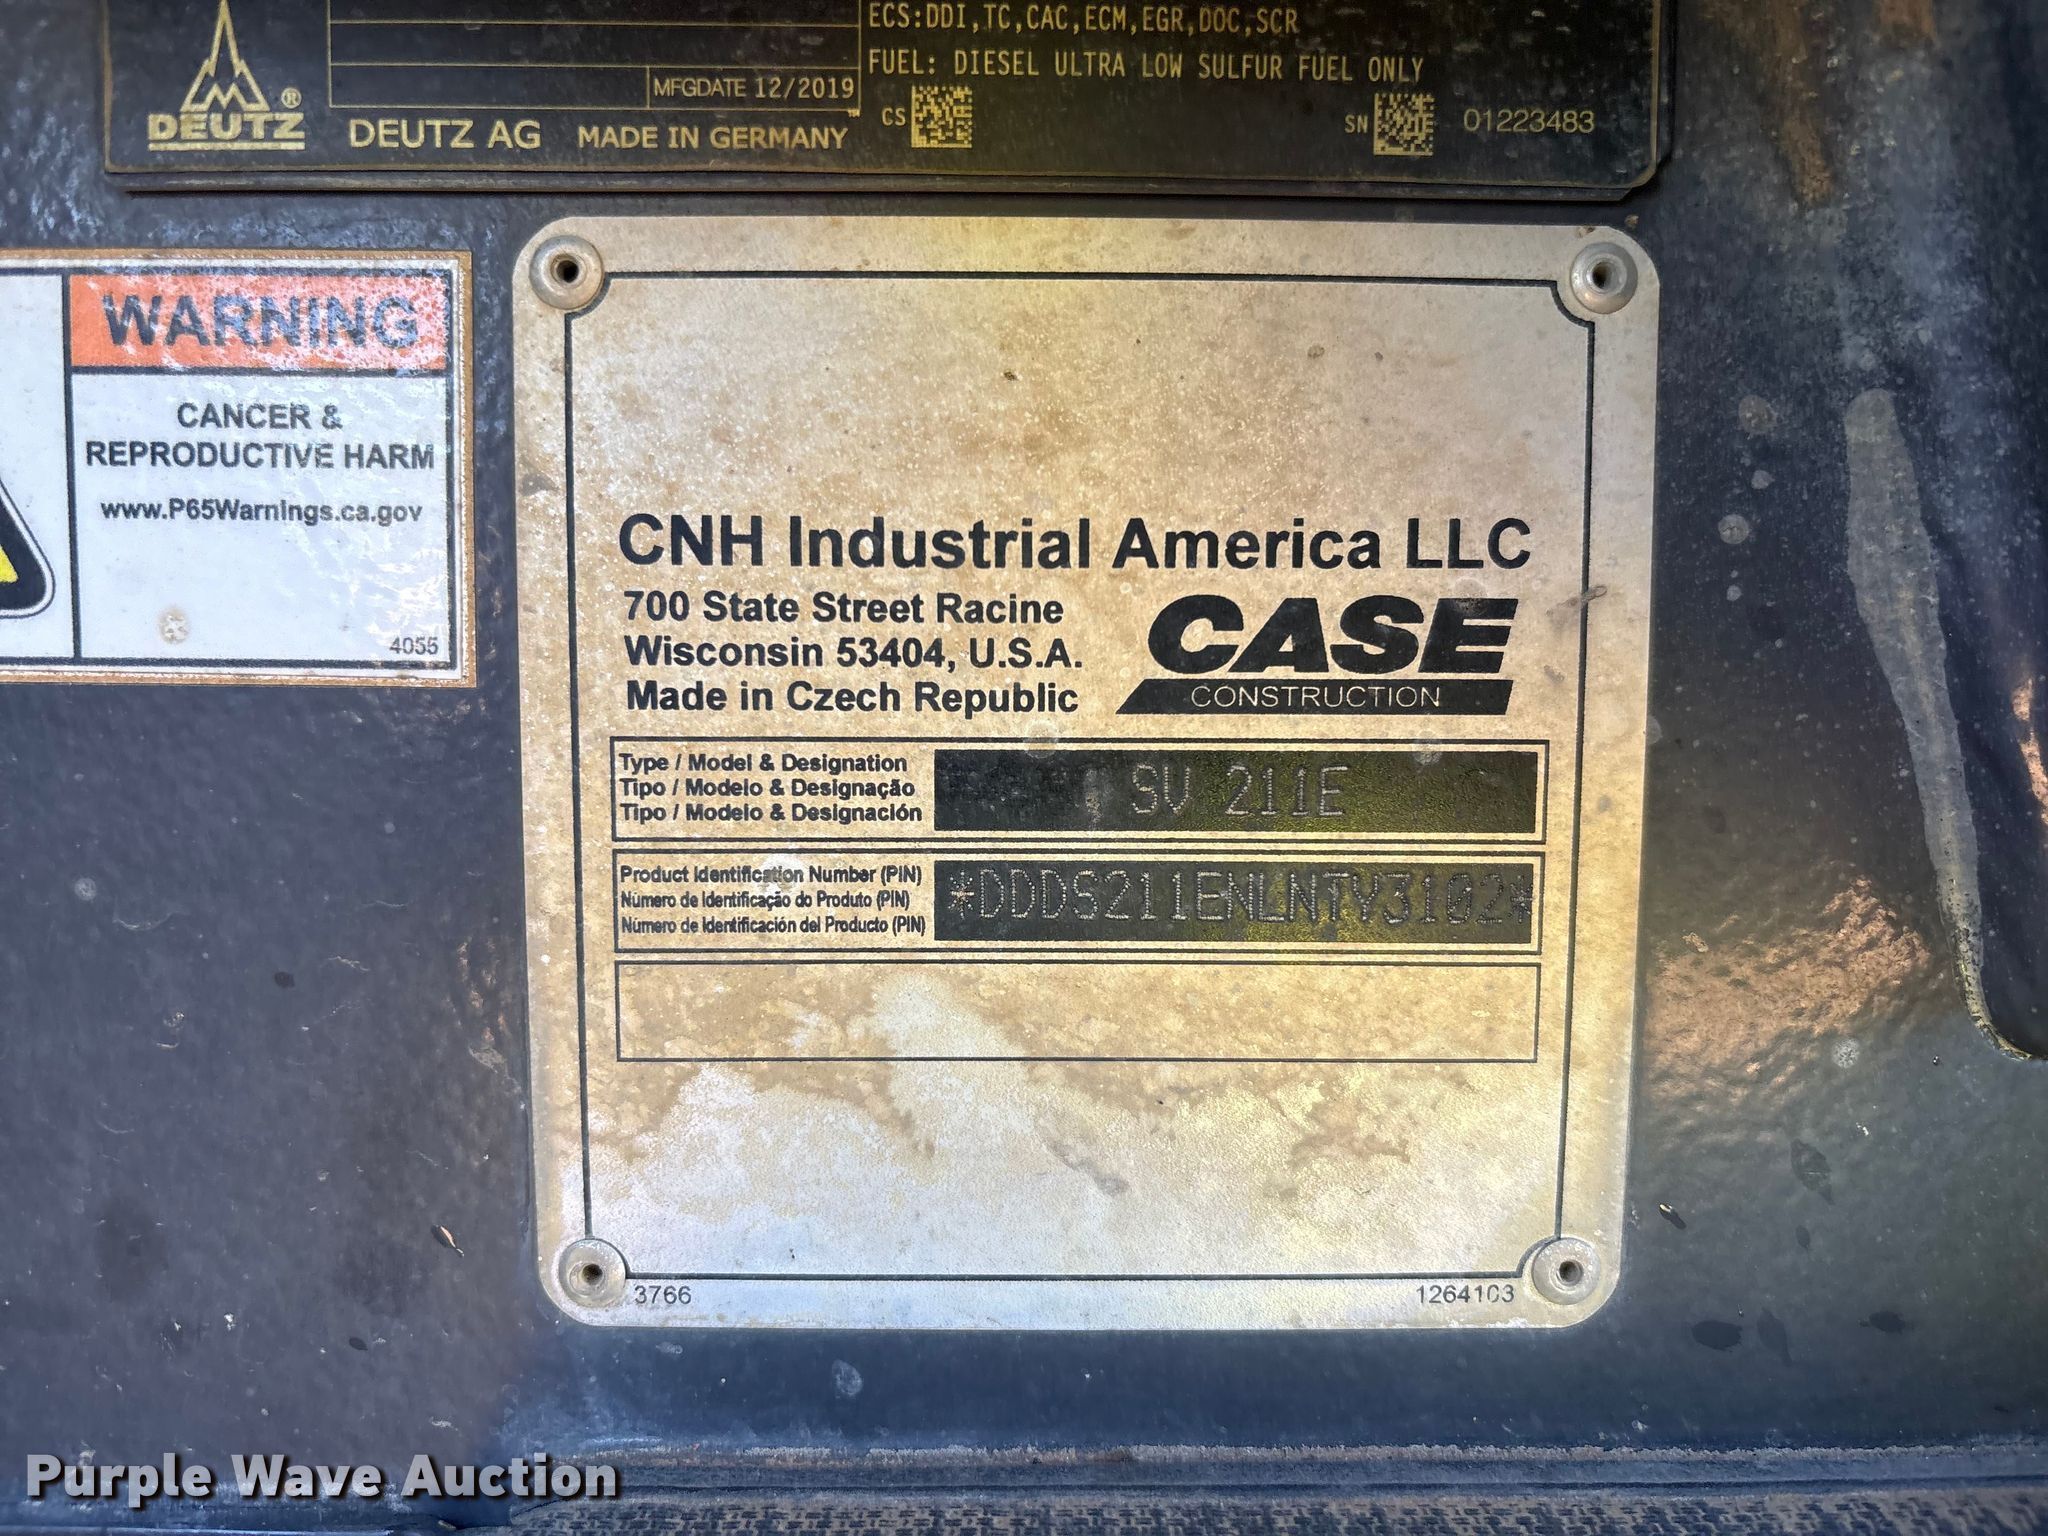 ECS:DDI,TC,CAC,ECM,EGR,DOC,SCR
FUEL: DIESEL ULTRA LOW SULFUR FUEL ONLY
MFGDATE 12/2019
CS
SN
01223483
DEUTZ®
DEUTZ AG
MADE IN GERMANY
WARNING
CANCER &
REPRODUCTIVE HARM
www.P65Warnings.ca.gov
4055
CNH Industrial America LLC
700 State Street Racine
Wisconsin 53404, U.S.A.
Made in Czech Republic
CASE
CONSTRUCTION
Type / Model & Designation
Tipo / Modelo & Designação
Tipo / Modelo & Designación
SV 211E
Product Identification Number (PIN)
Número de Identificação do Produto (PIN)
Número de Identificación del Producto (PIN)
*DDDS211ENLNTY3102*
3766
1264103
Purple Wave Auction